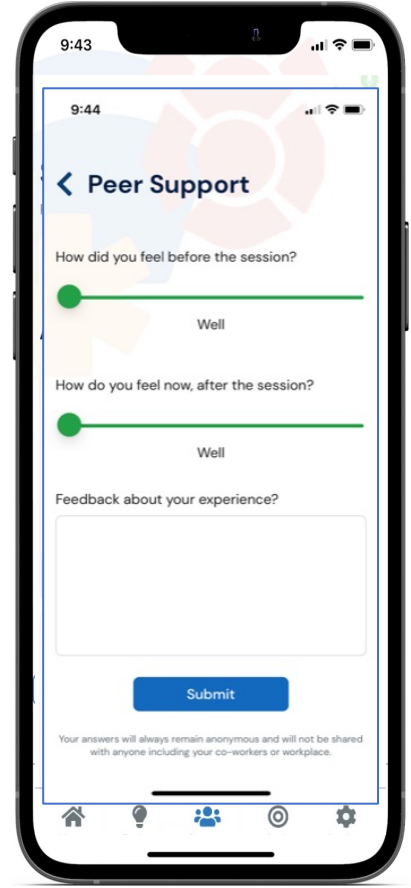 9:43
9:44
Peer Support
How did you feel before the session?
Well
How do you feel now, after the session?
Well
Feedback about your experience?
Submit
Your answers will always remain anonymous and will not be shared
with anyone including your co-workers or workplace.